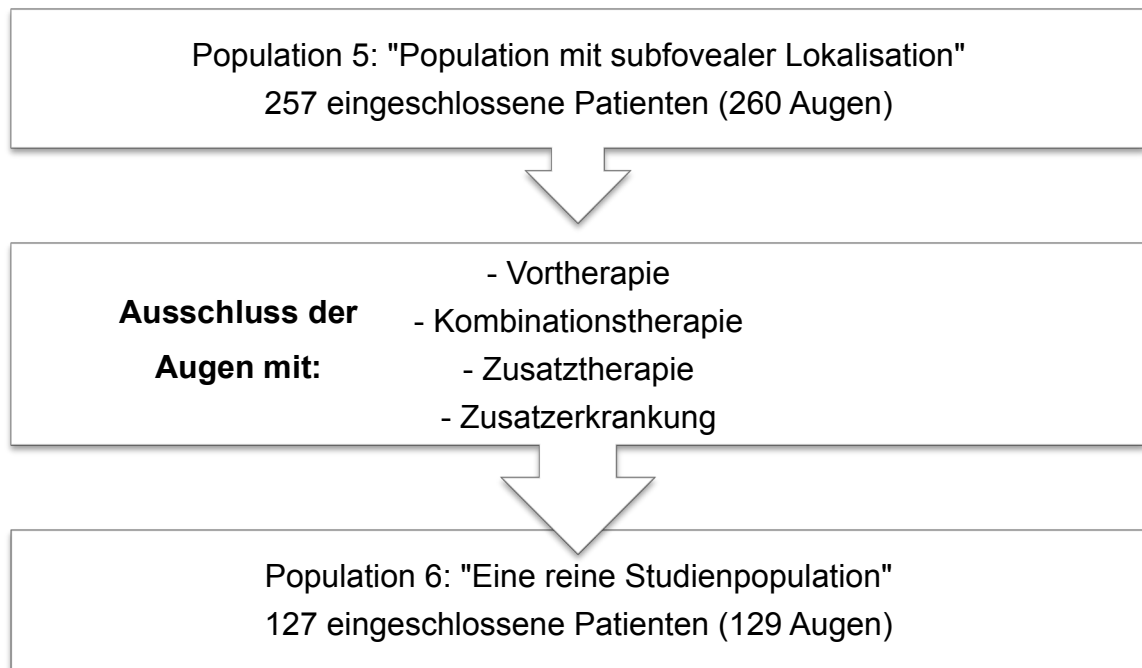 Population 5: "Population mit subfovealer Lokalisation"
257 eingeschlossene Patienten (260 Augen)
Ausschluss der
Augen mit:
- Vortherapie
- Kombinationstherapie
- Zusatztherapie
- Zusatzerkrankung
Population 6: "Eine reine Studienpopulation"
127 eingeschlossene Patienten (129 Augen)